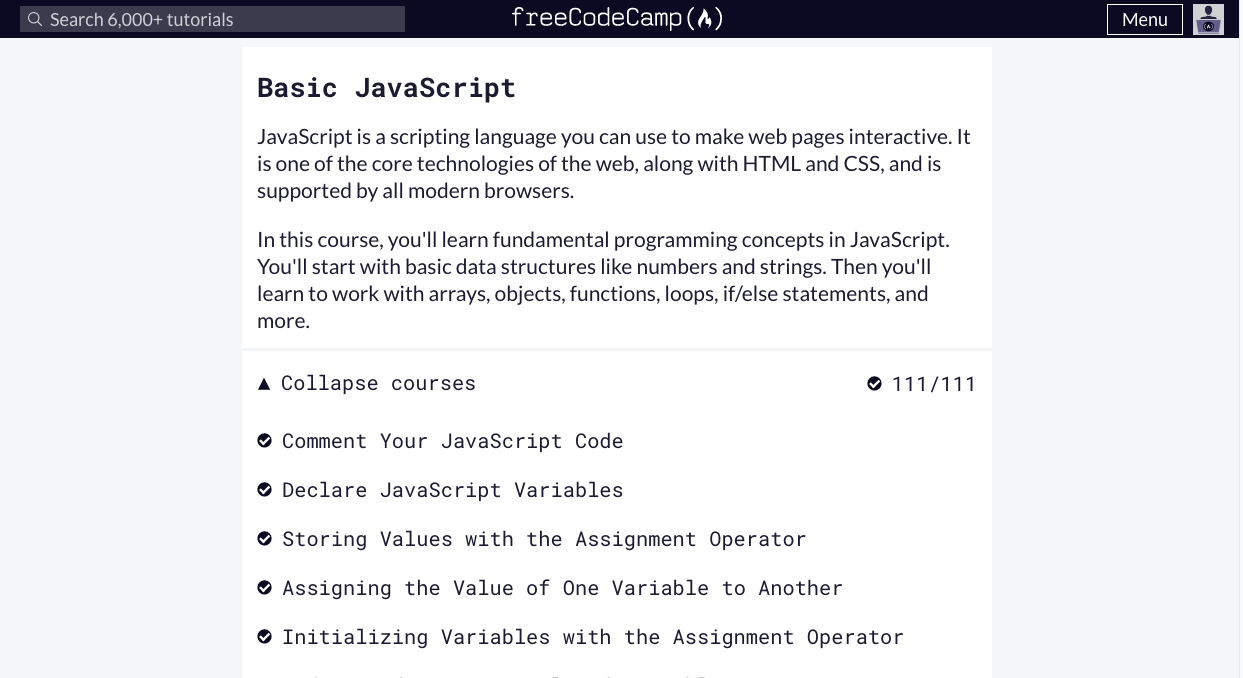 Search 6,000+ tutorials
freeCodeCamp
Menu
Basic JavaScript
JavaScript is a scripting language you can use to make web pages interactive. It
is one of the core technologies of the web, along with HTML and CSS, and is
supported by all modern browsers.
In this course, you'll learn fundamental programming concepts in JavaScript.
You'll start with basic data structures like numbers and strings. Then you'll
learn to work with arrays, objects, functions, loops, if/else statements, and
more.
Collapse courses
111/111
Comment Your JavaScript Code
Declare JavaScript Variables
Storing Values with the Assignment Operator
Assigning the Value of One Variable to Another
Initializing Variables with the Assignment Operator